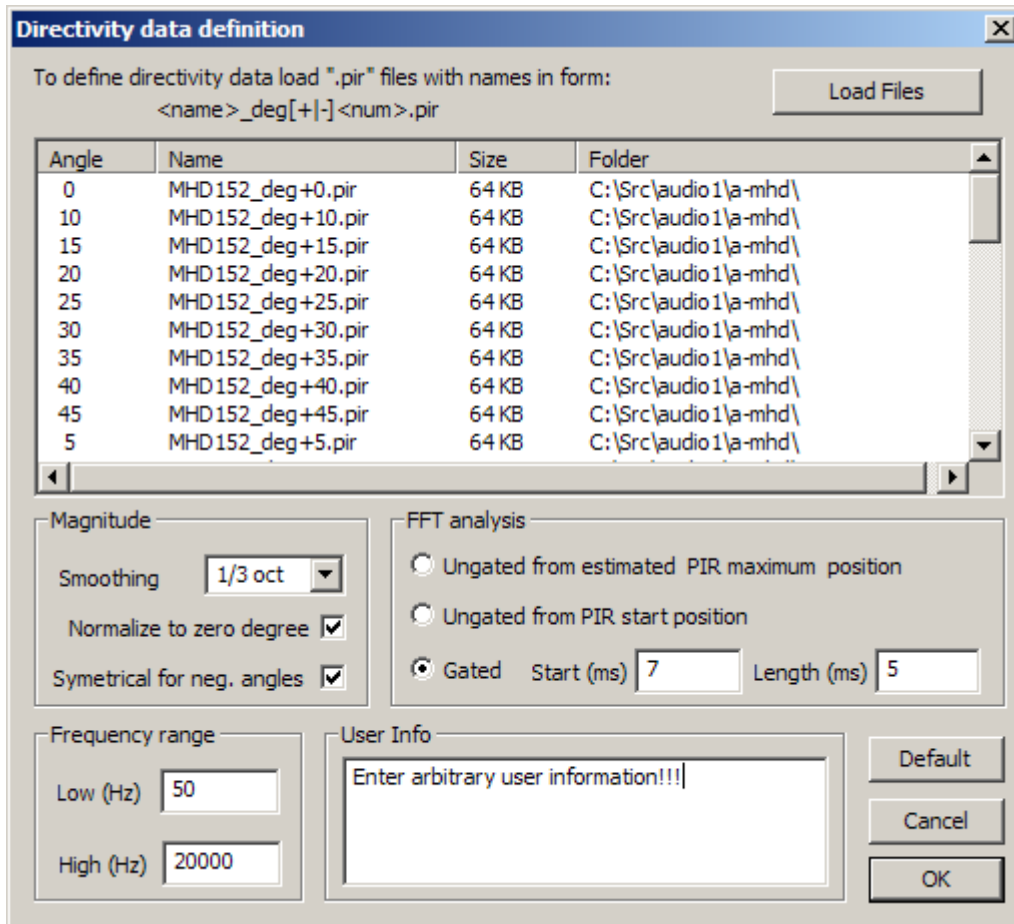 Directivity data definition
To define directivity data load ".pir" files with names in form:
<name>_deg[+|-]<num>.pir
Load Files
Angle Name Size Folder
0 MHD152_deg+0.pir 64 KB C:\Src\audio1\a-mhd\
10 MHD152_deg+10.pir 64 KB C:\Src\audio1\a-mhd\
15 MHD152_deg+15.pir 64 KB C:\Src\audio1\a-mhd\
20 MHD152_deg+20.pir 64 KB C:\Src\audio1\a-mhd\
25 MHD152_deg+25.pir 64 KB C:\Src\audio1\a-mhd\
30 MHD152_deg+30.pir 64 KB C:\Src\audio1\a-mhd\
35 MHD152_deg+35.pir 64 KB C:\Src\audio1\a-mhd\
40 MHD152_deg+40.pir 64 KB C:\Src\audio1\a-mhd\
45 MHD152_deg+45.pir 64 KB C:\Src\audio1\a-mhd\
5 MHD152_deg+5.pir 64 KB C:\Src\audio1\a-mhd\
Magnitude
Smoothing 1/3 oct
Normalize to zero degree
Symetrical for neg. angles
FFT analysis
Ungated from estimated PIR maximum position
Ungated from PIR start position
Gated Start (ms) 7 Length (ms) 5
Frequency range
Low (Hz) 50
High (Hz) 20000
User Info
Enter arbitrary user information!!!
Default
Cancel
OK